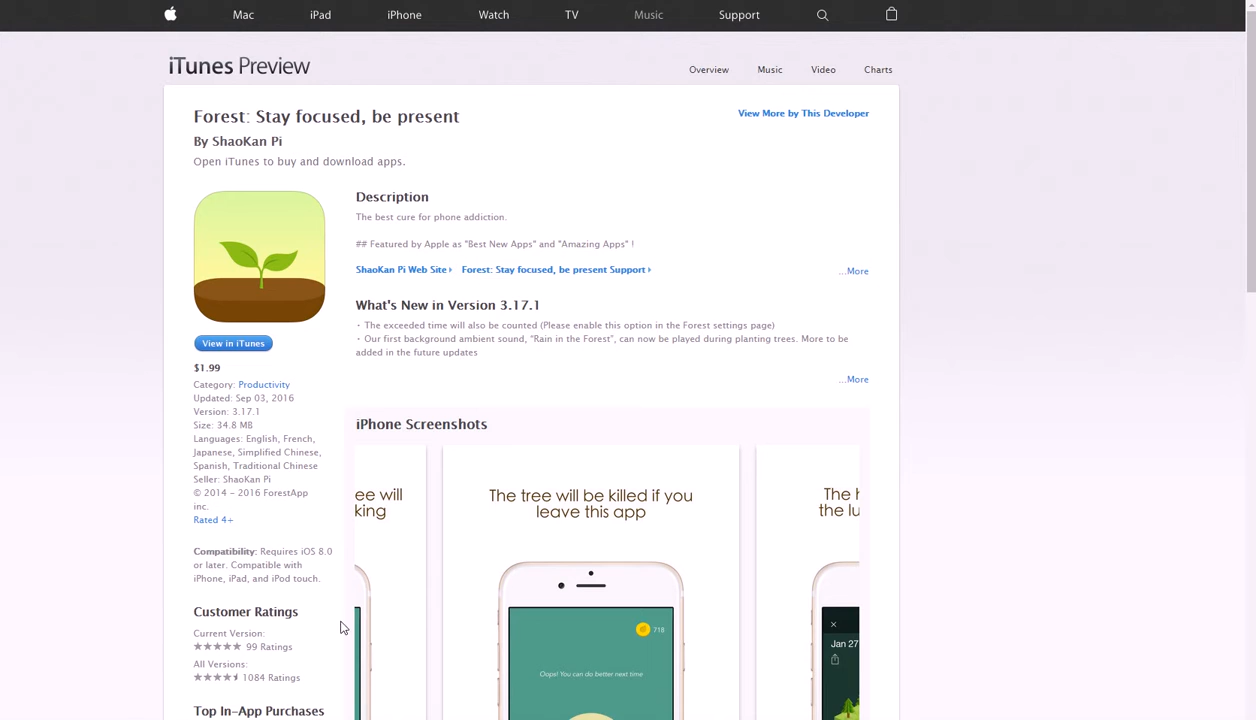 Mac iPad iPhone Watch TV Music Support
iTunes Preview
Overview Music Video Charts
Forest: Stay focused, be present
View More by This Developer
By ShaoKan Pi
Open iTunes to buy and download apps.
Description
The best cure for phone addiction.
## Featured by Apple as "Best New Apps" and "Amazing Apps" !
ShaoKan Pi Web Site Forest: Stay focused, be present Support
...More
What's New in Version 3.17.1
• The exceeded time will also be counted (Please enable this option in the Forest settings page)
• Our first background ambient sound, "Rain in the Forest", can now be played during planting trees. More to be
added in the future updates
...More
View in iTunes
$1.99
Category: Productivity
Updated: Sep 03, 2016
Version: 3.17.1
Size: 34.8 MB
Languages: English, French,
Japanese, Simplified Chinese,
Spanish, Traditional Chinese
Seller: ShaoKan Pi
© 2014 - 2016 ForestApp
inc.
Rated 4+
Compatibility: Requires iOS 8.0
or later. Compatible with
iPhone, iPad, and iPod touch.
Customer Ratings
Current Version:
★★★★★ 99 Ratings
All Versions:
1084 Ratings
Top In-App Purchases
iPhone Screenshots
ee will
king
The tree will be killed if you
leave this app
718
Oops! You can do better next time
The h
the lu
Jan 27